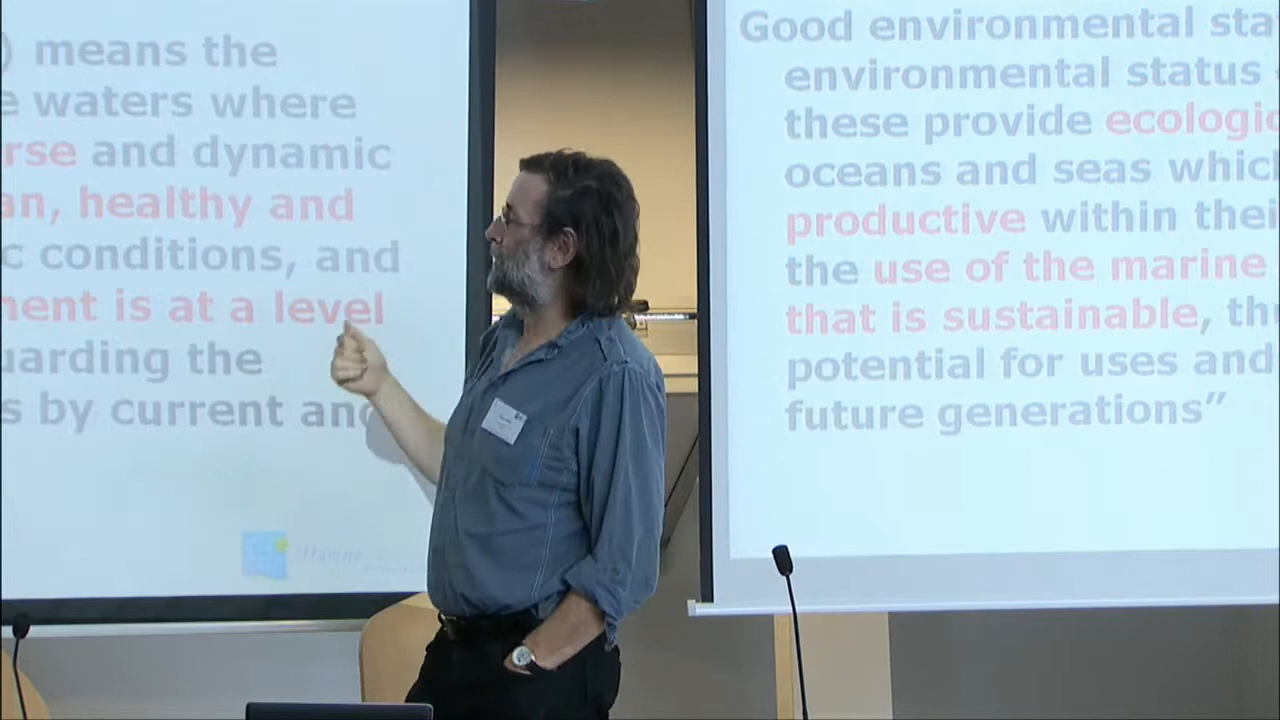 ) means the
e waters where
rse and dynamic
an, healthy and
c conditions, and
ment is at a level
uarding the
s by current and
Good environmental sta
environmental status
these provide ecologic
oceans and seas which
productive within thei
the use of the marine
that is sustainable, th
potential for uses and
future generations”